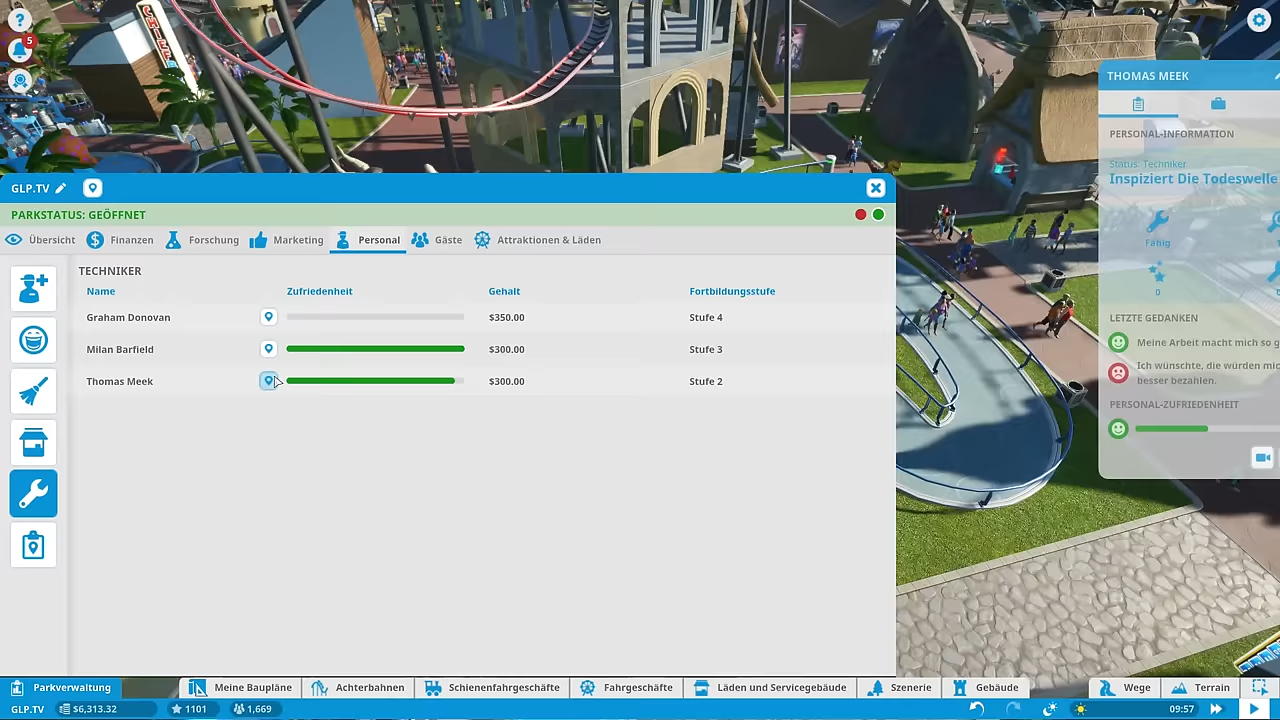 ?
5
CHIEF
GLP.TV
PARKSTATUS: GEÖFFNET
Übersicht
$
Finanzen
Forschung
Marketing
Personal
Gäste
Attraktionen & Läden
TECHNIKER
Name Zufriedenheit Gehalt Fortbildungsstufe
Graham Donovan $350.00 Stufe 4
Milan Barfield $300.00 Stufe 3
Thomas Meek $300.00 Stufe 2
THOMAS MEEK
PERSONAL-INFORMATION
Status: Techniker
Inspiziert Die Todeswelle
Fähig
0
LETZTE GEDANKEN
Meine Arbeit macht mich so g
Ich wünschte, die würden mic
besser bezahlen.
PERSONAL-ZUFRIEDENHEIT
Parkverwaltung
Meine Baupläne
Achterbahnen
Schienenfahrgeschäfte
Fahrgeschäfte
Läden und Servicegebäude
Szenerie
Gebäude
Wege
Terrain
GLP.TV $6,313.32 1101 1,669 09:57